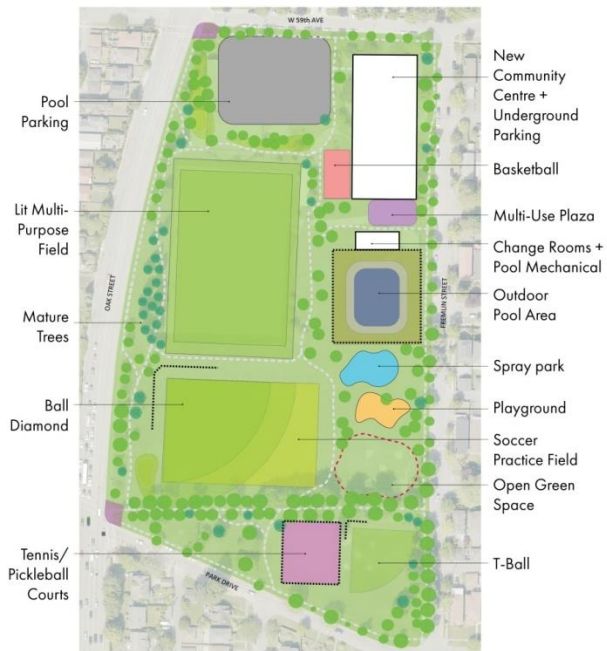 W 59th AVE
Pool
Parking
Lit Multi-
Purpose
Field
OAK STREET
Mature
Trees
Ball
Diamond
Tennis/
Pickleball
Courts
PARK DRIVE
New
Community
Centre +
Underground
Parking
Basketball
Multi-Use Plaza
Change Rooms +
Pool Mechanical
FREMLIN STREET
Outdoor
Pool Area
Spray park
Playground
Soccer
Practice Field
Open Green
Space
T-Ball